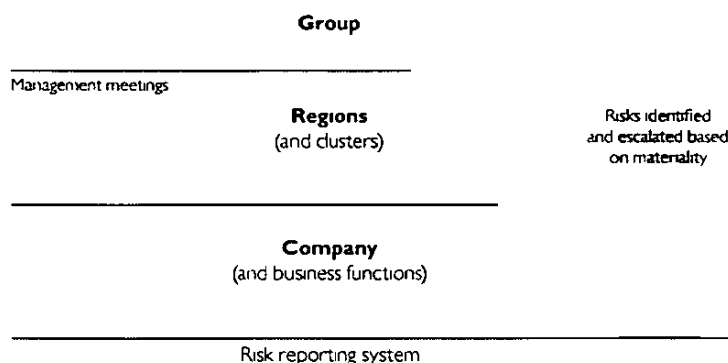 Group
Management meetings
Regions
(and clusters)
Risks identified
and escalated based
on materiality
Company
(and business functions)
Risk reporting system